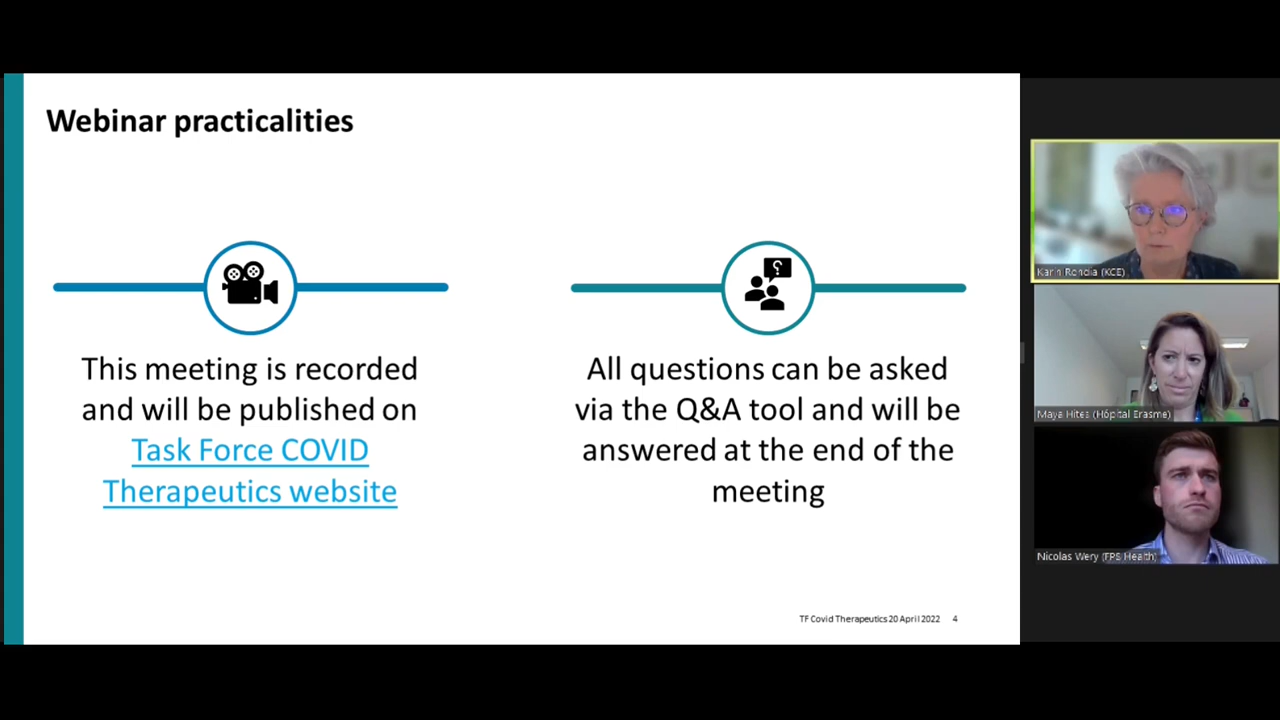 Webinar practicalities
This meeting is recorded
and will be published on
Task Force COVID
Therapeutics website
?
All questions can be asked
via the Q&A tool and will be
answered at the end of the
meeting
TF Covid Therapeutics 20 April 2022 4
Karin Rondia (KCE)
Maya Hites (Hôpital Erasme)
Nicolas Wery (FPS Health)